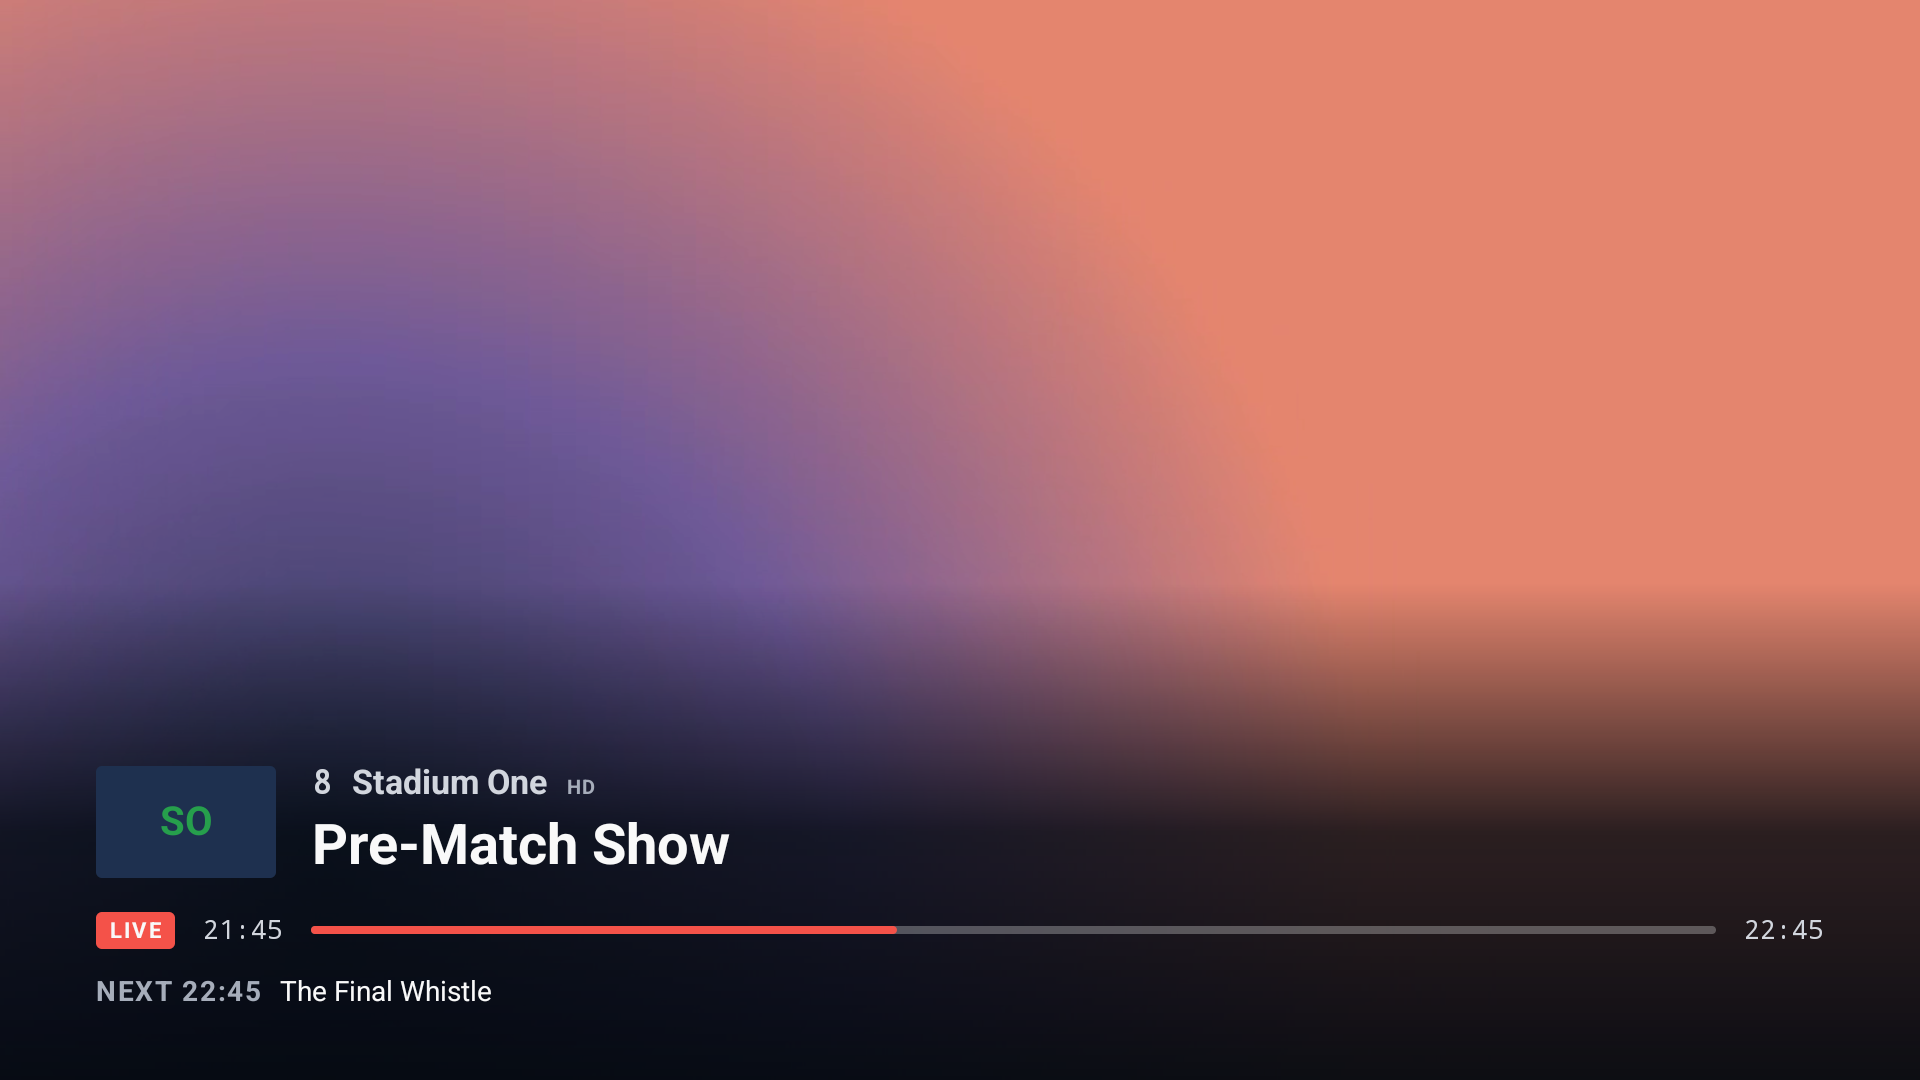 SO
8 Stadium One HD
Pre-Match Show
LIVE 21:45 22:45
NEXT 22:45 The Final Whistle